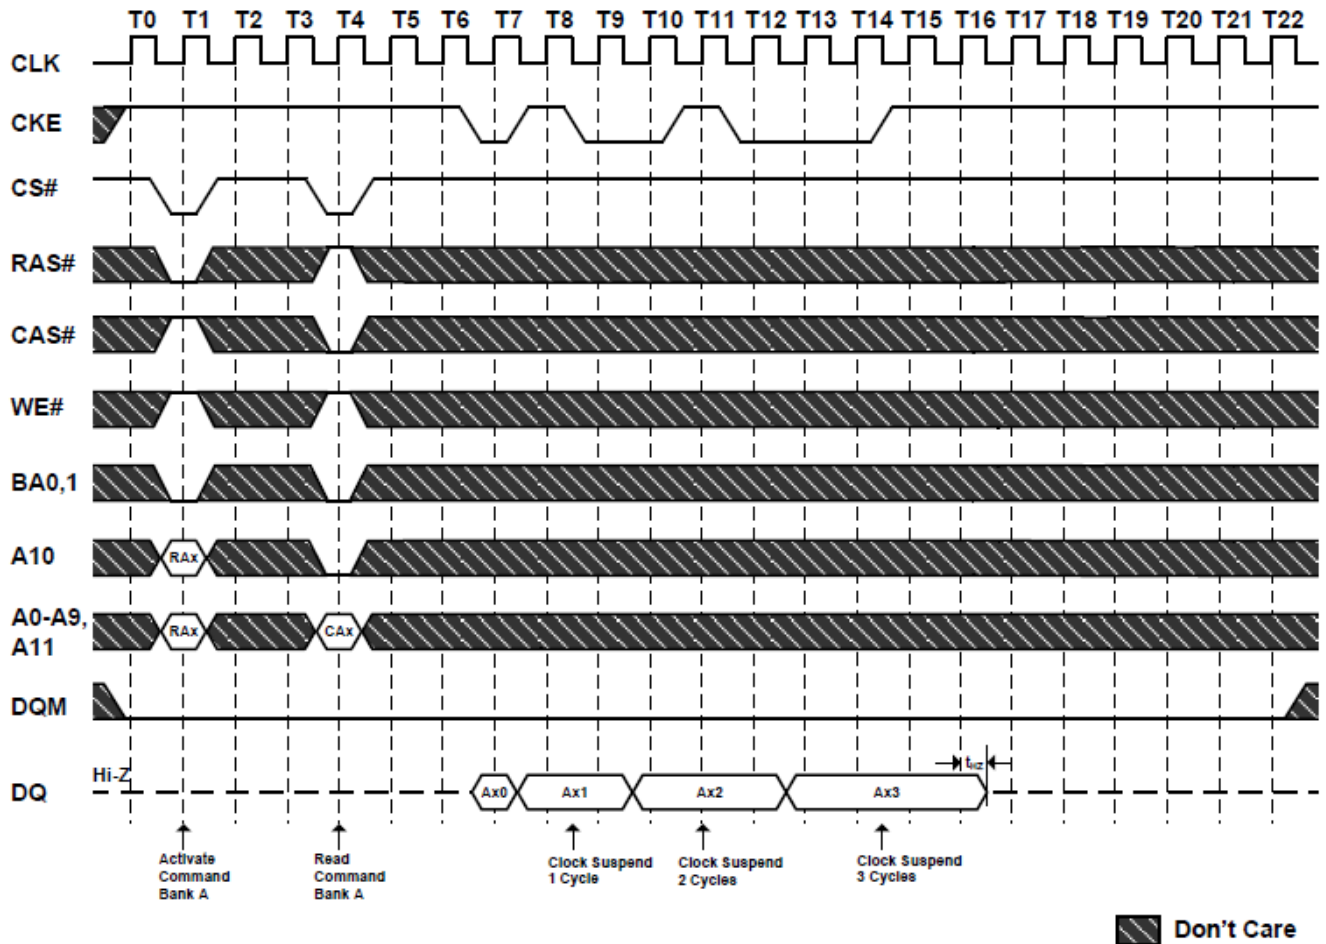 T0 T1 T2 T3 T4 T5 T6 T7 T8 T9 T10 T11 T12 T13 T14 T15 T16 T17 T18 T19 T20 T21 T22
CLK
CKE
CS#
RAS#
CAS#
WE#
BA0,1
A10 RAx
A0-A9,
A11 RAx CAx
DQM
Hi-Z tHZ
DQ Ax0 Ax1 Ax2 Ax3
Activate
Command
Bank A
Read
Command
Bank A
Clock Suspend
1 Cycle
Clock Suspend
2 Cycles
Clock Suspend
3 Cycles
Don't Care